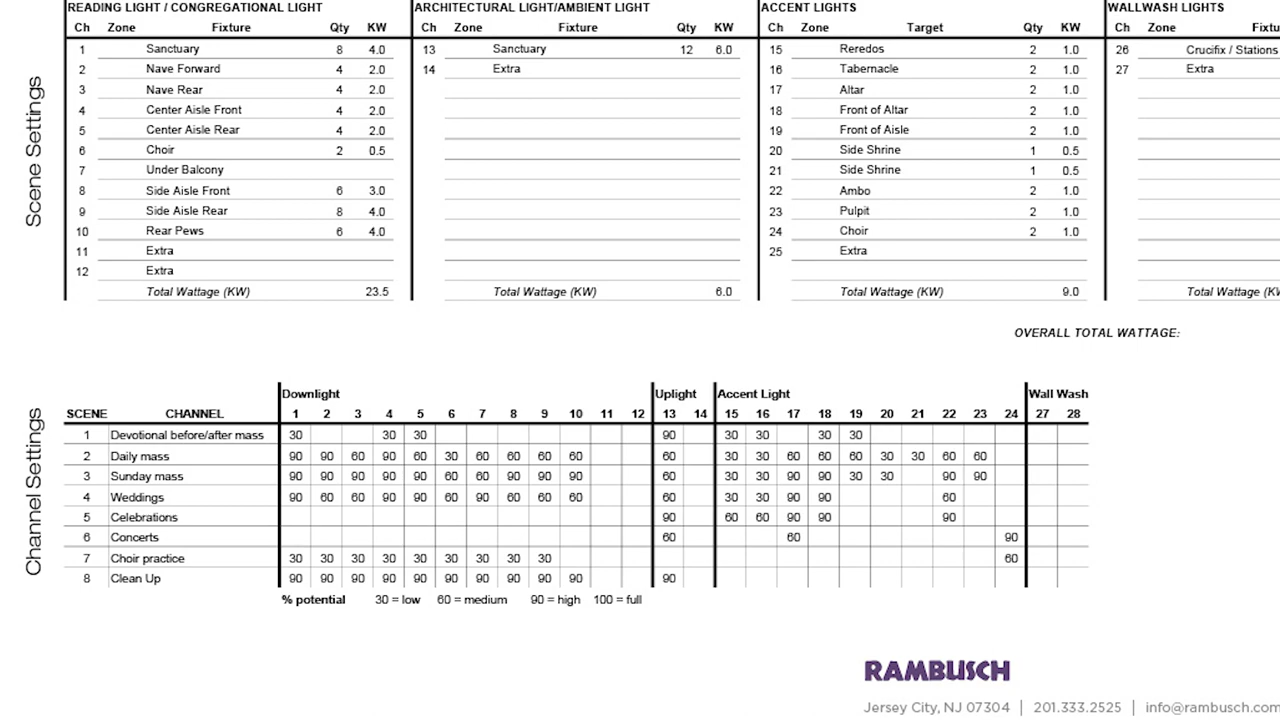 READING LIGHT / CONGREGATIONAL LIGHT ARCHITECTURAL LIGHT/AMBIENT LIGHT ACCENT LIGHTS WALLWASH LIGHTS
Ch Zone Fixture Qty KW Ch Zone Fixture Qty KW Ch Zone Target Qty KW Ch Zone Fixtu
1 Sanctuary 8 4.0 13 Sanctuary 12 6.0 15 Reredos 2 1.0 26 Crucifix / Stations
2 Nave Forward 4 2.0 14 Extra 16 Tabernacle 2 1.0 27 Extra
3 Nave Rear 4 2.0 17 Altar 2 1.0
4 Center Aisle Front 4 2.0 18 Front of Altar 2 1.0
5 Center Aisle Rear 4 2.0 19 Front of Aisle 2 1.0
6 Choir 2 0.5 20 Side Shrine 1 0.5
7 Under Balcony 21 Side Shrine 1 0.5
8 Side Aisle Front 6 3.0 22 Ambo 2 1.0
9 Side Aisle Rear 8 4.0 23 Pulpit 2 1.0
10 Rear Pews 6 4.0 24 Choir 2 1.0
11 Extra 25 Extra
12 Extra
Total Wattage (KW) 23.5 Total Wattage (KW) 6.0 Total Wattage (KW) 9.0 Total Wattage (K
Scene Settings
OVERALL TOTAL WATTAGE:
Downlight Uplight Accent Light Wall Wash
SCENE CHANNEL 1 2 3 4 5 6 7 8 9 10 11 12 13 14 15 16 17 18 19 20 21 22 23 24 27 28
1 Devotional before/after mass 30 30 30 90 30 30 30 30
2 Daily mass 90 90 60 90 60 30 60 60 60 60 60 30 30 60 60 60 30 30 60 60
3 Sunday mass 90 90 90 90 90 60 90 90 90 90 60 30 30 90 90 30 30 90 90
4 Weddings 90 60 60 90 90 60 90 60 60 60 60 30 30 90 90 60
5 Celebrations 90 60 60 90 90 90
6 Concerts 60 60 90
7 Choir practice 30 30 30 30 30 30 30 30 90 60
8 Clean Up 90 90 90 90 90 90 90 90 90 90 90
Channel Settings
% potential 30 = low 60 = medium 90 = high 100 = full
RAMBUSCH
Jersey City, NJ 07304 | 201.333.2525 | info@rambusch.com